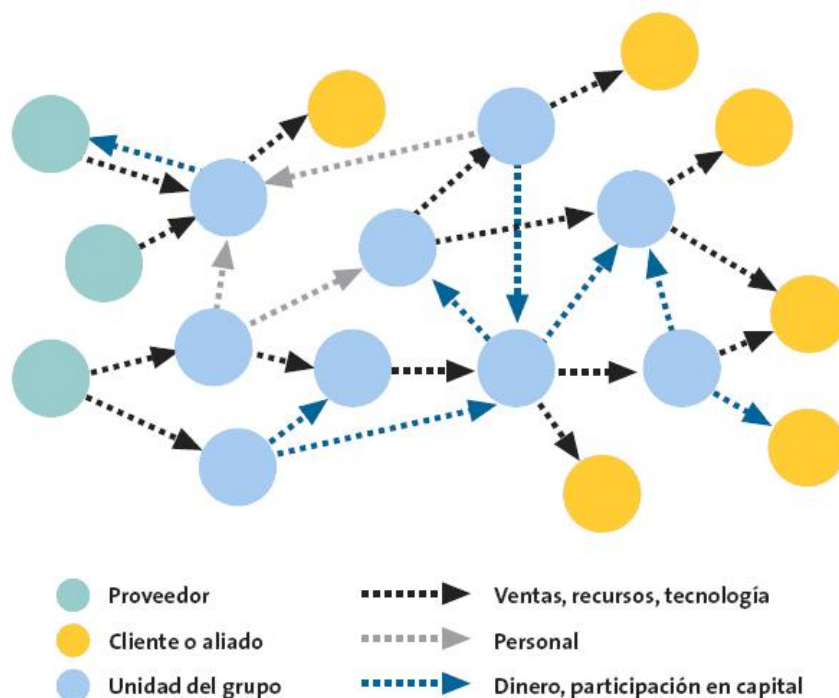 Proveedor
Ventas, recursos, tecnología
Cliente o aliado
Personal
Unidad del grupo
Dinero, participación en capital